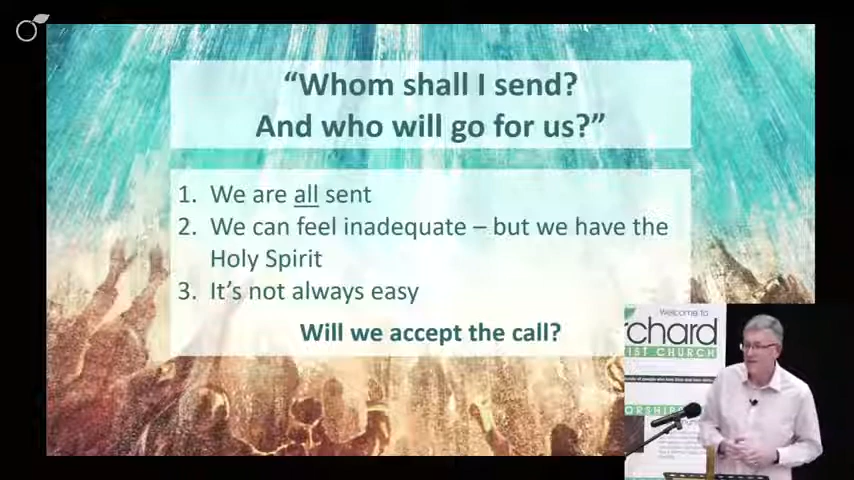 “Whom shall I send?
And who will go for us?”
1. We are all sent
2. We can feel inadequate – but we have the
Holy Spirit
3. It’s not always easy
Will we accept the call?
Welcome to
chard
IST CHURCH